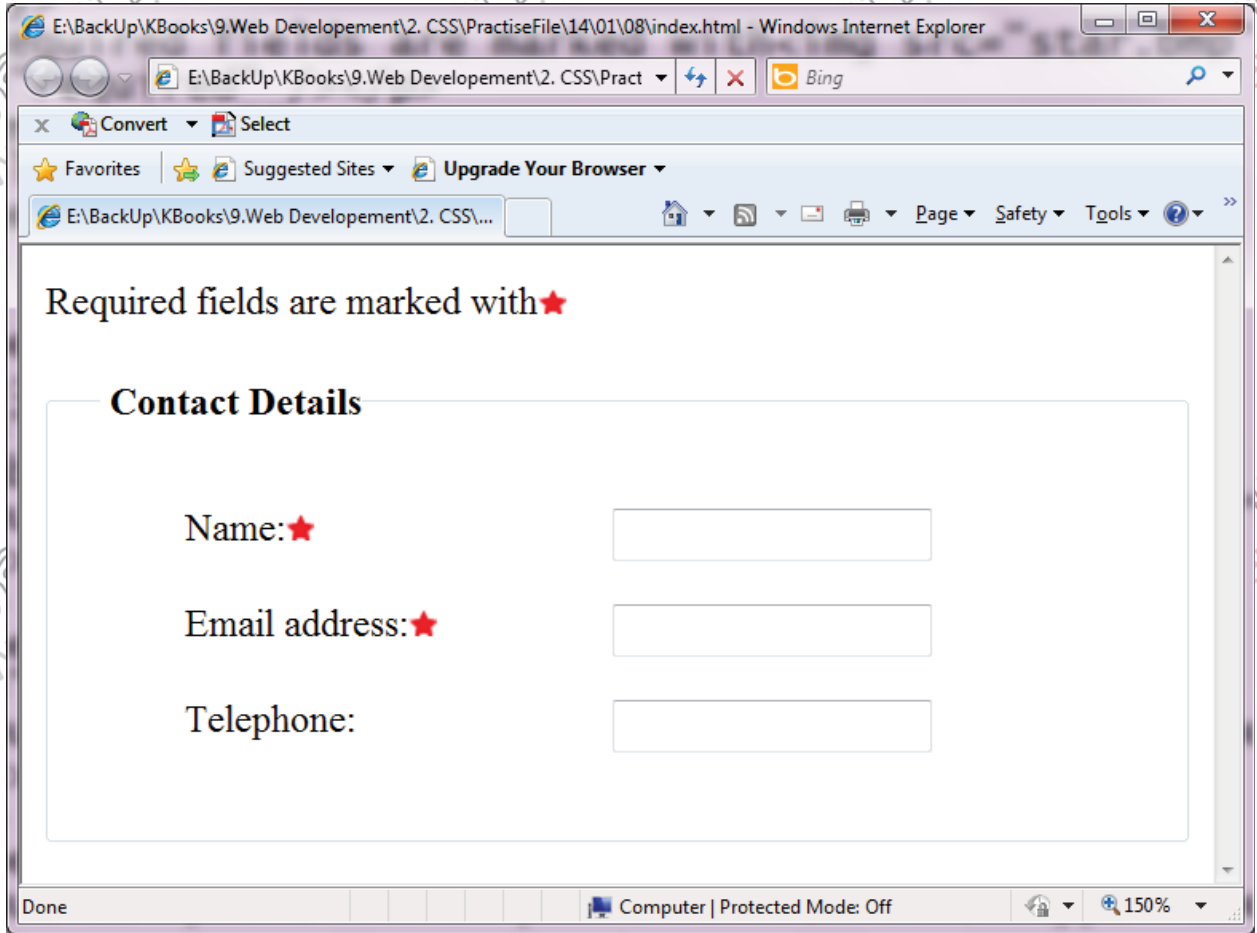 E:\BackUp\KBooks\9.Web Developement\2. CSS\PractiseFile\14\01\08\index.html - Windows Internet Explorer
E:\BackUp\KBooks\9.Web Developement\2. CSS\Pract
Bing
x Convert Select
Favorites Suggested Sites Upgrade Your Browser
E:\BackUp\KBooks\9.Web Developement\2. CSS\... Page Safety Tools »
Required fields are marked with
Contact Details
Name:
Email address:
Telephone:
Done Computer | Protected Mode: Off 150%